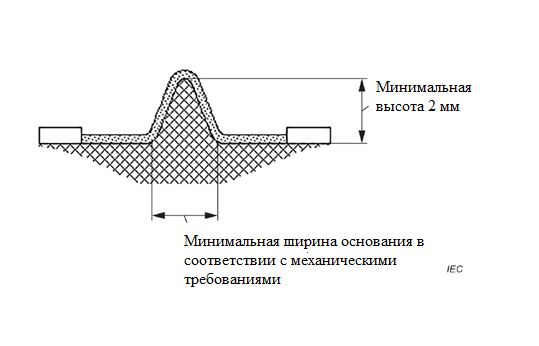 Минимальная
высота 2 мм
Минимальная ширина основания в
соответствии с механическими
требованиями
IEC